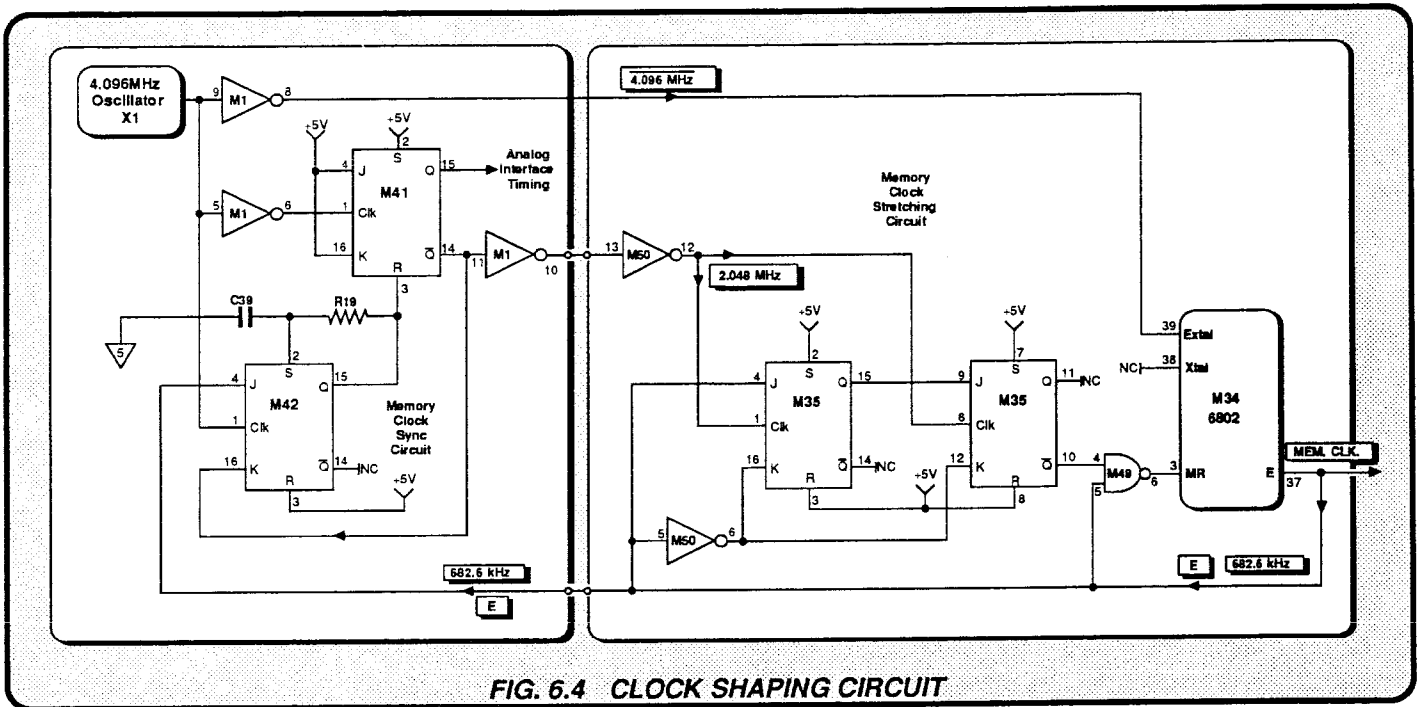 4.096MHz
Oscillator
X1
9
M1
8
4.096 MHz
+5V
+5V
2
S
4
J
Q
15
Analog
Interface
Timing
M41
5
M1
6
1
Clk
16
K
Q
14
R
3
11
M1
10
13
M50
12
2.048 MHz
Memory
Clock
Stretching
Circuit
C39
R19
5
2
S
4
J
Q
15
M42
1
Clk
Memory
Clock
Sync
Circuit
16
K
Q
14
NC
R
3
+5V
+5V
2
S
4
J
Q
15
M35
1
Clk
16
K
Q
14
NC
R
3
+5V
+5V
7
S
9
J
Q
11
NC
M35
6
Clk
12
K
Q
10
R
8
5
M50
6
4
5
M49
6
39
Extal
38
NC
Xtal
M34
6802
3
MR
E
37
MEM. CLK.
682.6 kHz
E
E
682.6 kHz
FIG. 6.4 CLOCK SHAPING CIRCUIT